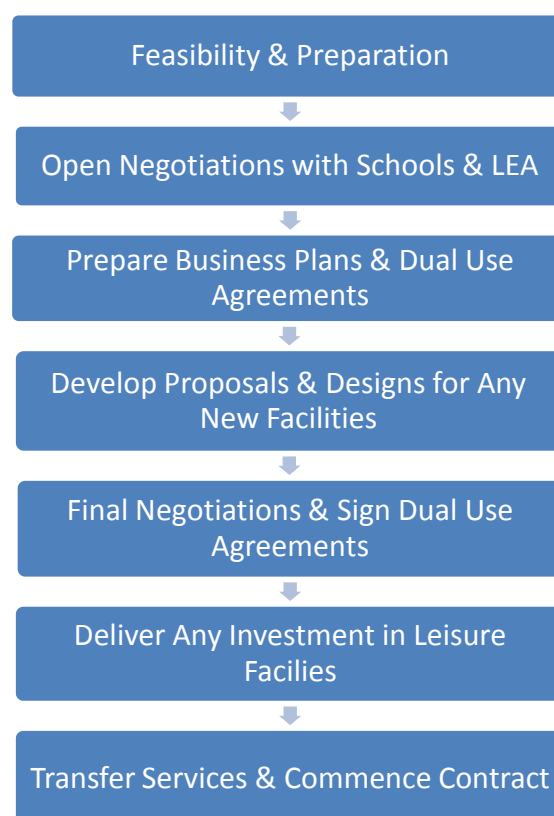 Feasibility & Preparation
Open Negotiations with Schools & LEA
Prepare Business Plans & Dual Use
Agreements
Develop Proposals & Designs for Any
New Facilities
Final Negotiations & Sign Dual Use
Agreements
Deliver Any Investment in Leisure
Facilies
Transfer Services & Commence Contract